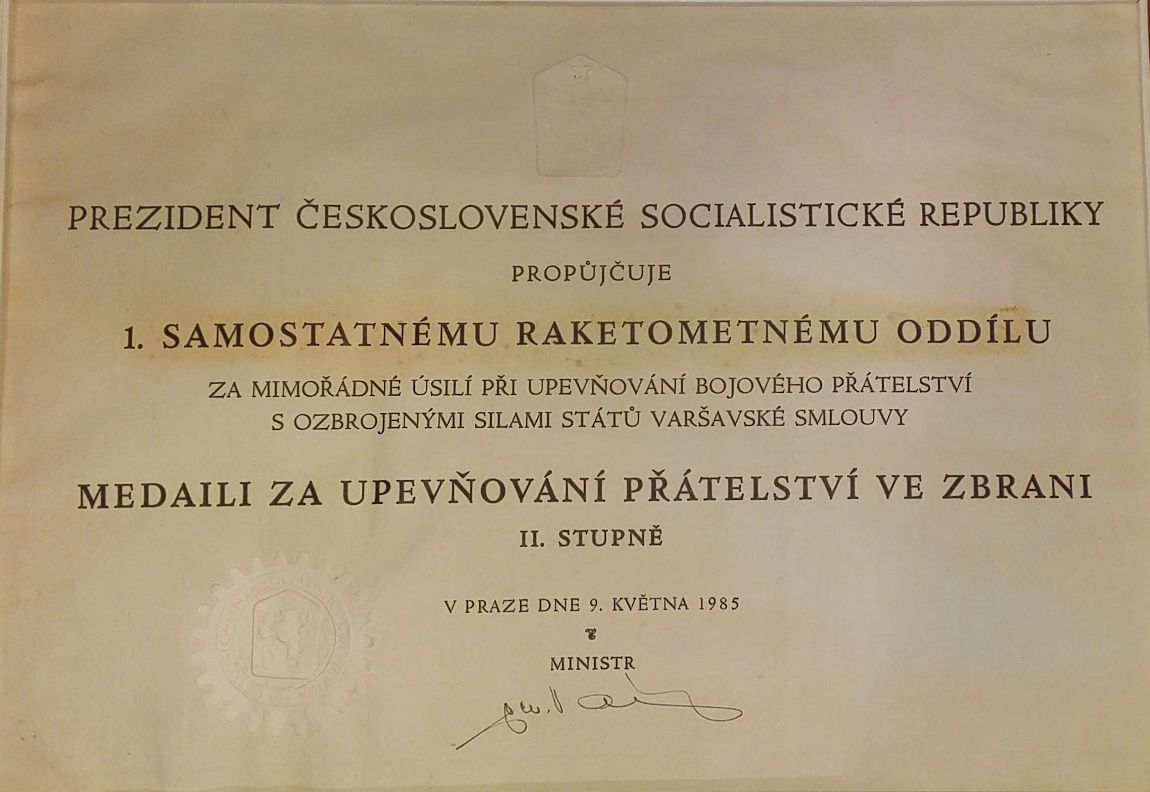 PREZIDENT ČESKOSLOVENSKÉ SOCIALISTICKÉ REPUBLIKY
PROPŮJČUJE
1. SAMOSTATNÉMU RAKETOMETNÉMU ODDÍLU
ZA MIMOŘÁDNÉ ÚSILÍ PŘI UPEVŇOVÁNÍ BOJOVÉHO PŘÁTELSTVÍ
S OZBROJENÝMI SILAMI STÁTŮ VARŠAVSKÉ SMLOUVY
MEDAILI ZA UPEVŇOVÁNÍ PŘÁTELSTVÍ VE ZBRANI
II. STUPNĚ
V PRAZE DNE 9. KVĚTNA 1985
MINISTR